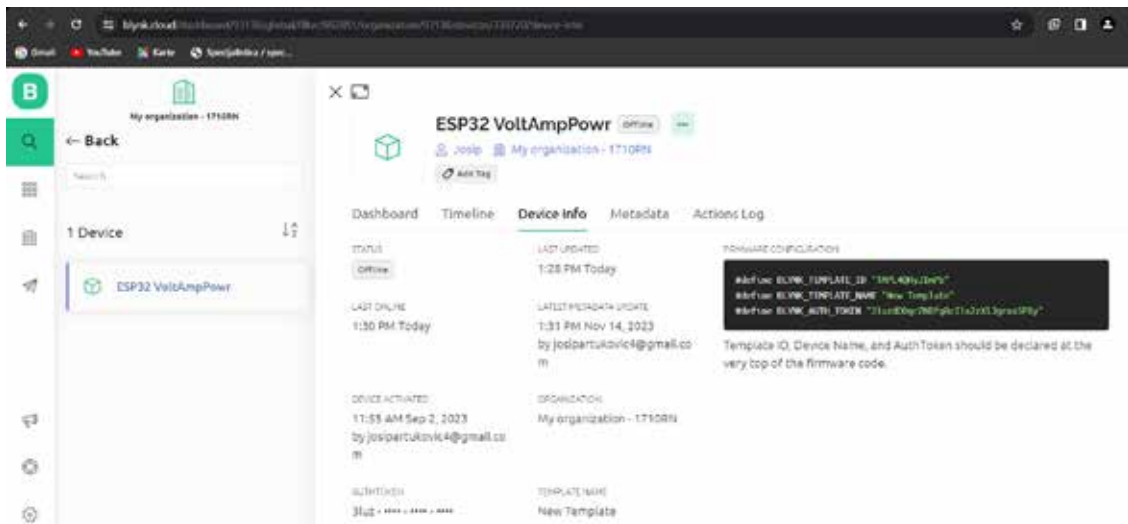 blynk.cloud
Gmail YouTube Karte
B
My organization - 1710RN
← Back
Search
1 Device
ESP32 VoltAmpPowr
ESP32 VoltAmpPowr Offline
Josip My organization - 1710RN
Add Tag
Dashboard Timeline Device Info Metadata Actions Log
STATUS
Offline
LAST UPDATED
1:28 PM Today
FIRMWARE CONFIGURATION
#define BLYNK_TEMPLATE_ID
#define BLYNK_TEMPLATE_NAME "New Template"
#define BLYNK_AUTH_TOKEN
Template ID, Device Name, and AuthToken should be declared at the
very top of the firmware code.
LAST ONLINE
1:30 PM Today
LATEST METADATA UPDATE
1:31 PM Nov 14, 2023
by josipartukovic4@gmail.co
m
DEVICE ACTIVATED
11:55 AM Sep 2, 2023
by josipartukovic4@gmail.co
m
ORGANIZATION
My organization - 1710RN
AUTHTOKEN
TEMPLATE NAME
New Template